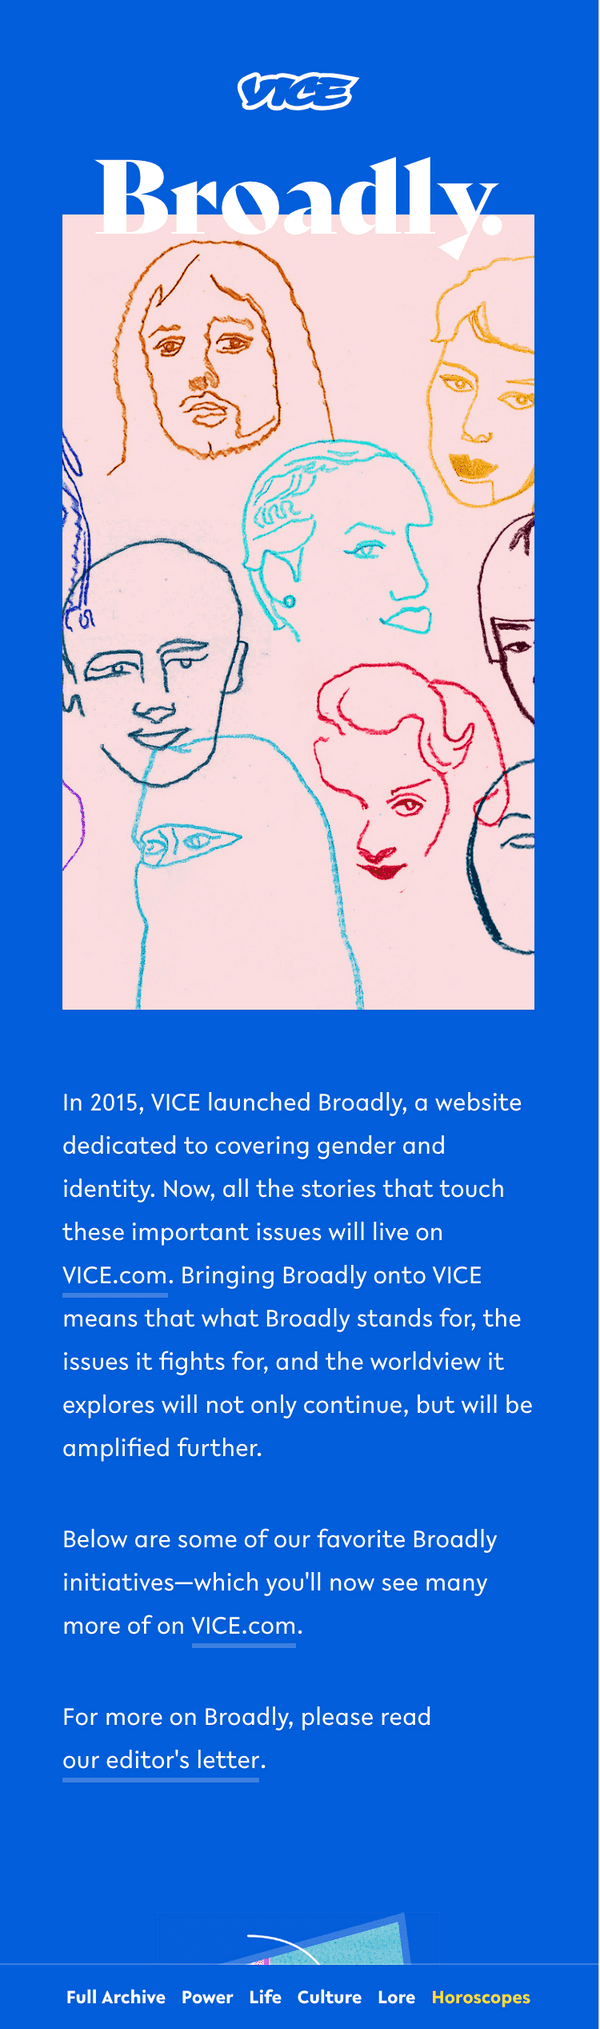 VICE
Broadly.
In 2015, VICE launched Broadly, a website
dedicated to covering gender and
identity. Now, all the stories that touch
these important issues will live on
VICE.com. Bringing Broadly onto VICE
means that what Broadly stands for, the
issues it fights for, and the worldview it
explores will not only continue, but will be
amplified further.
Below are some of our favorite Broadly
initiatives—which you'll now see many
more of on VICE.com.
For more on Broadly, please read
our editor's letter.
Full Archive Power Life Culture Lore Horoscopes